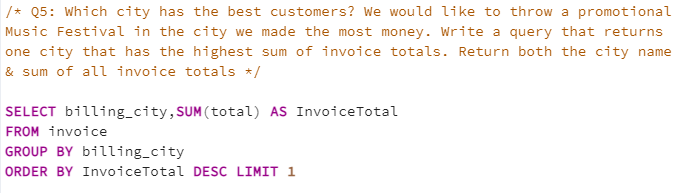 /* Q5: Which city has the best customers? We would like to throw a promotional
Music Festival in the city we made the most money. Write a query that returns
one city that has the highest sum of invoice totals. Return both the city name
& sum of all invoice totals */
SELECT billing_city,SUM(total) AS InvoiceTotal
FROM invoice
GROUP BY billing_city
ORDER BY InvoiceTotal DESC LIMIT 1